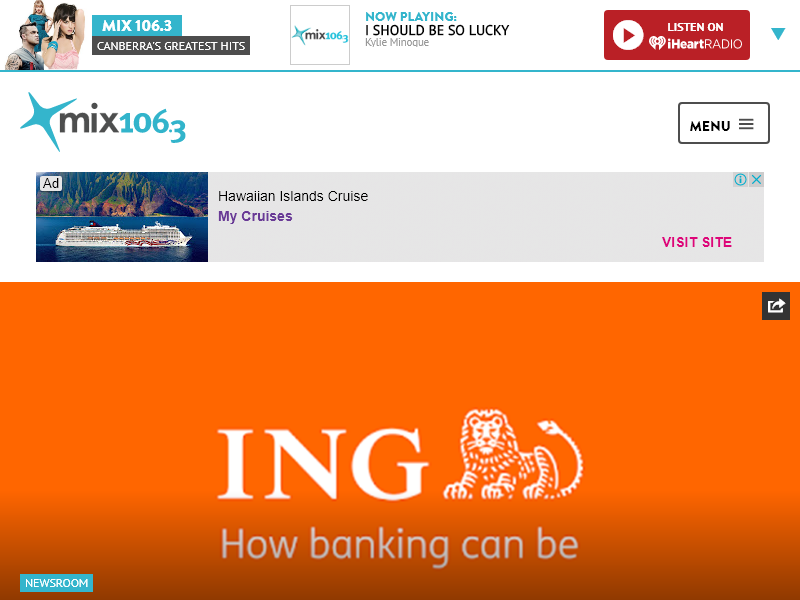 MIX 106.3
CANBERRA'S GREATEST HITS
mix106.3
NOW PLAYING:
I SHOULD BE SO LUCKY
Kylie Minogue
LISTEN ON
iHeartRADIO
mix106.3
MENU
Ad
Hawaiian Islands Cruise
My Cruises
VISIT SITE
ING
How banking can be
NEWSROOM